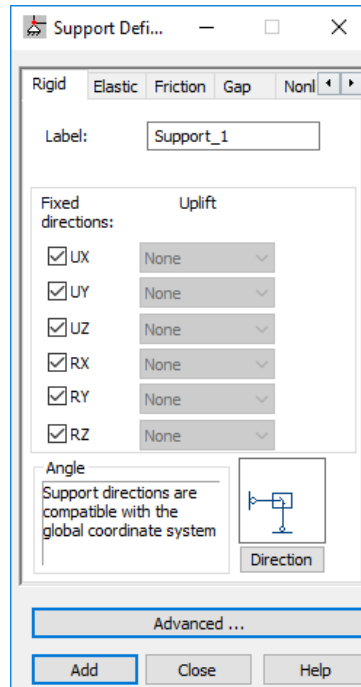 Support Defi...
Rigid Elastic Friction Gap Nonl
Label: Support_1
Fixed directions: Uplift
UX None
UY None
UZ None
RX None
RY None
RZ None
Angle
Support directions are
compatible with the
global coordinate system
Direction
Advanced ...
Add Close Help